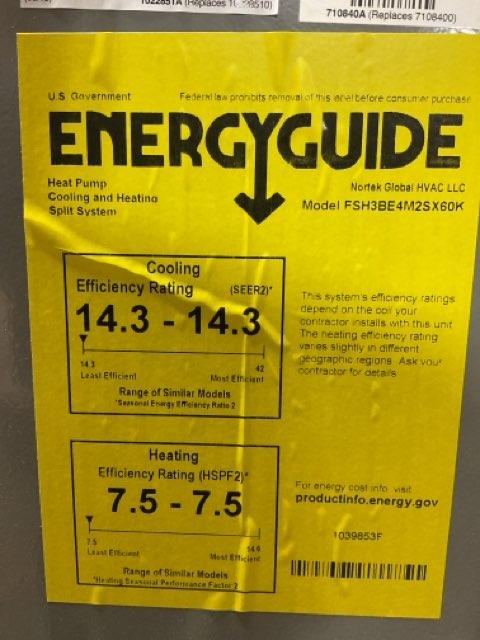 1022851A (Replaces
710840A (Replaces 7108400)
U.S. Government Federal law prohibits removal of this label before consumer purchase
ENERGYGUIDE
Heat Pump
Cooling and Heating
Split System
Nortek Global HVAC LLC
Model FSH3BE4M2SX60K
Cooling
Efficiency Rating (SEER2)*
14.3 - 14.3
14.3 42
Least Efficient Most Efficient
Range of Similar Models
*Seasonal Energy Efficiency Ratio 2
This system's efficiency ratings
depend on the coil your
contractor installs with this unit
The heating efficiency rating
varies slightly in different
geographic regions. Ask your
contractor for details
Heating
Efficiency Rating (HSPF2)*
7.5 - 7.5
7.5 14.9
Least Efficient Most Efficient
Range of Similar Models
*Heating Seasonal Performance Factor 2
For energy cost info, visit
productinfo.energy.gov
1039853F